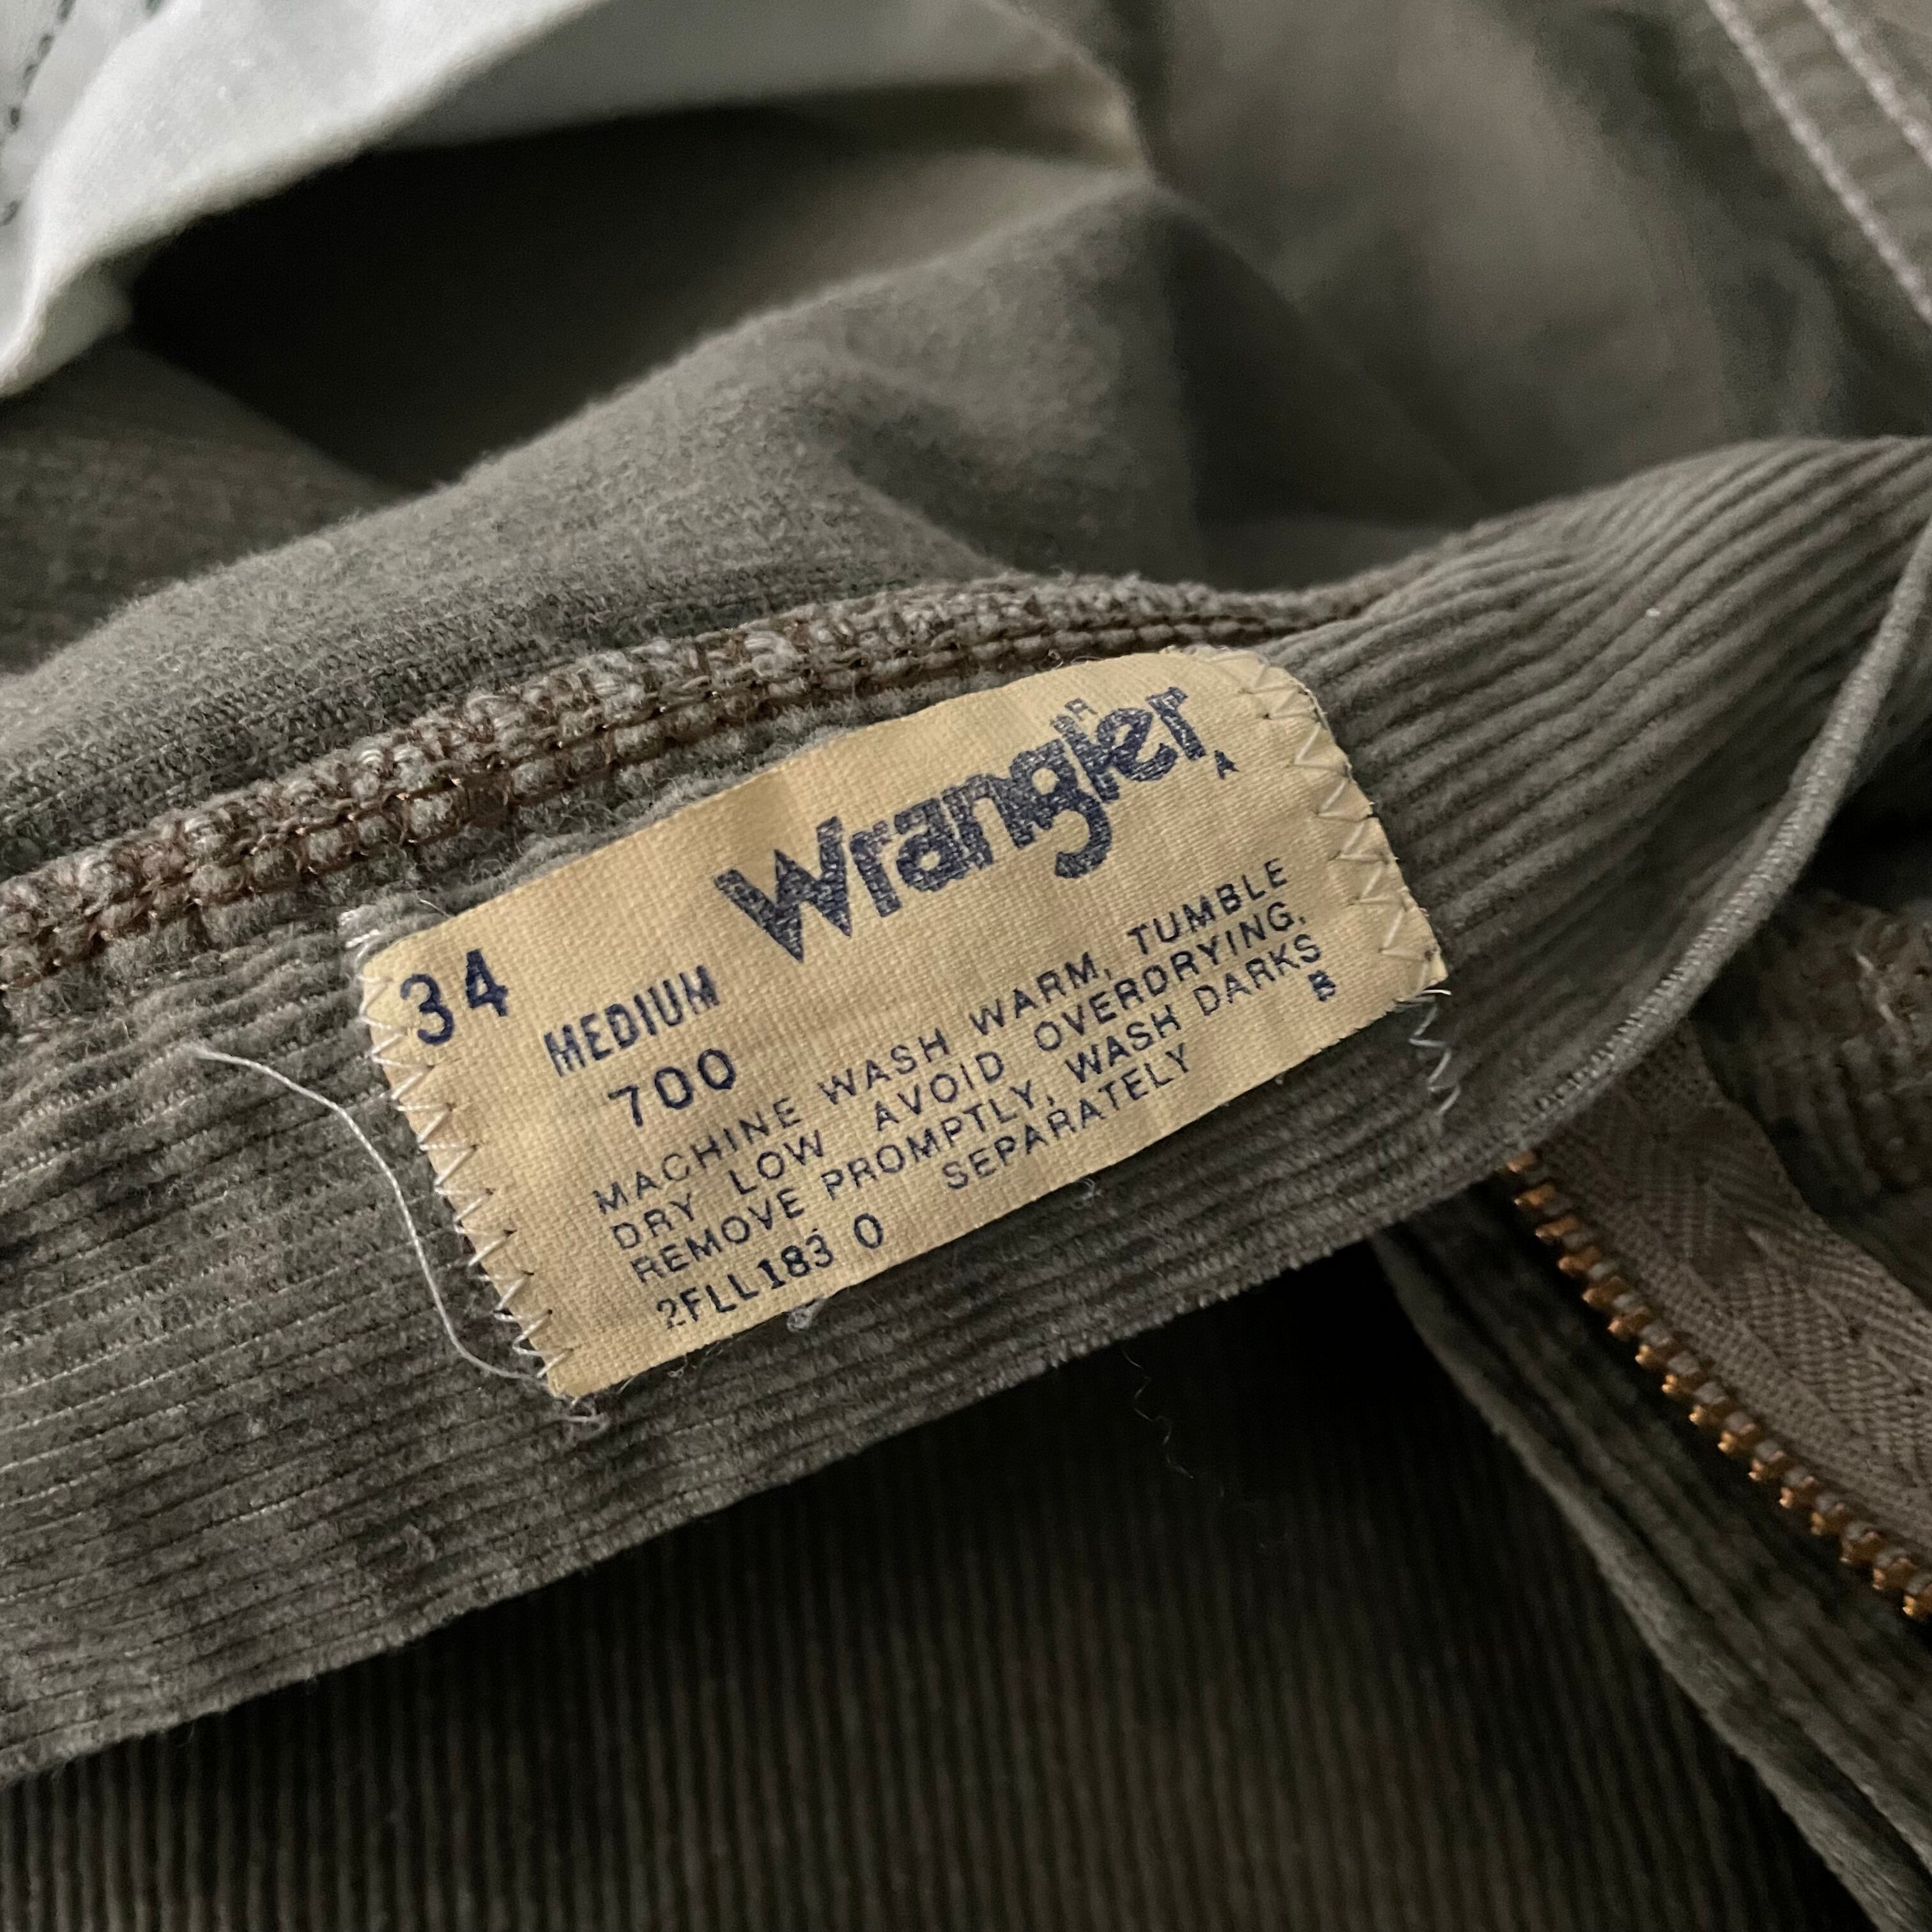 Wrangler
R
A
34 MEDIUM
700
MACHINE WASH WARM, TUMBLE
DRY LOW AVOID OVERDRYING,
REMOVE PROMPTLY, WASH DARKS
SEPARATELY
B
2FLL183 0